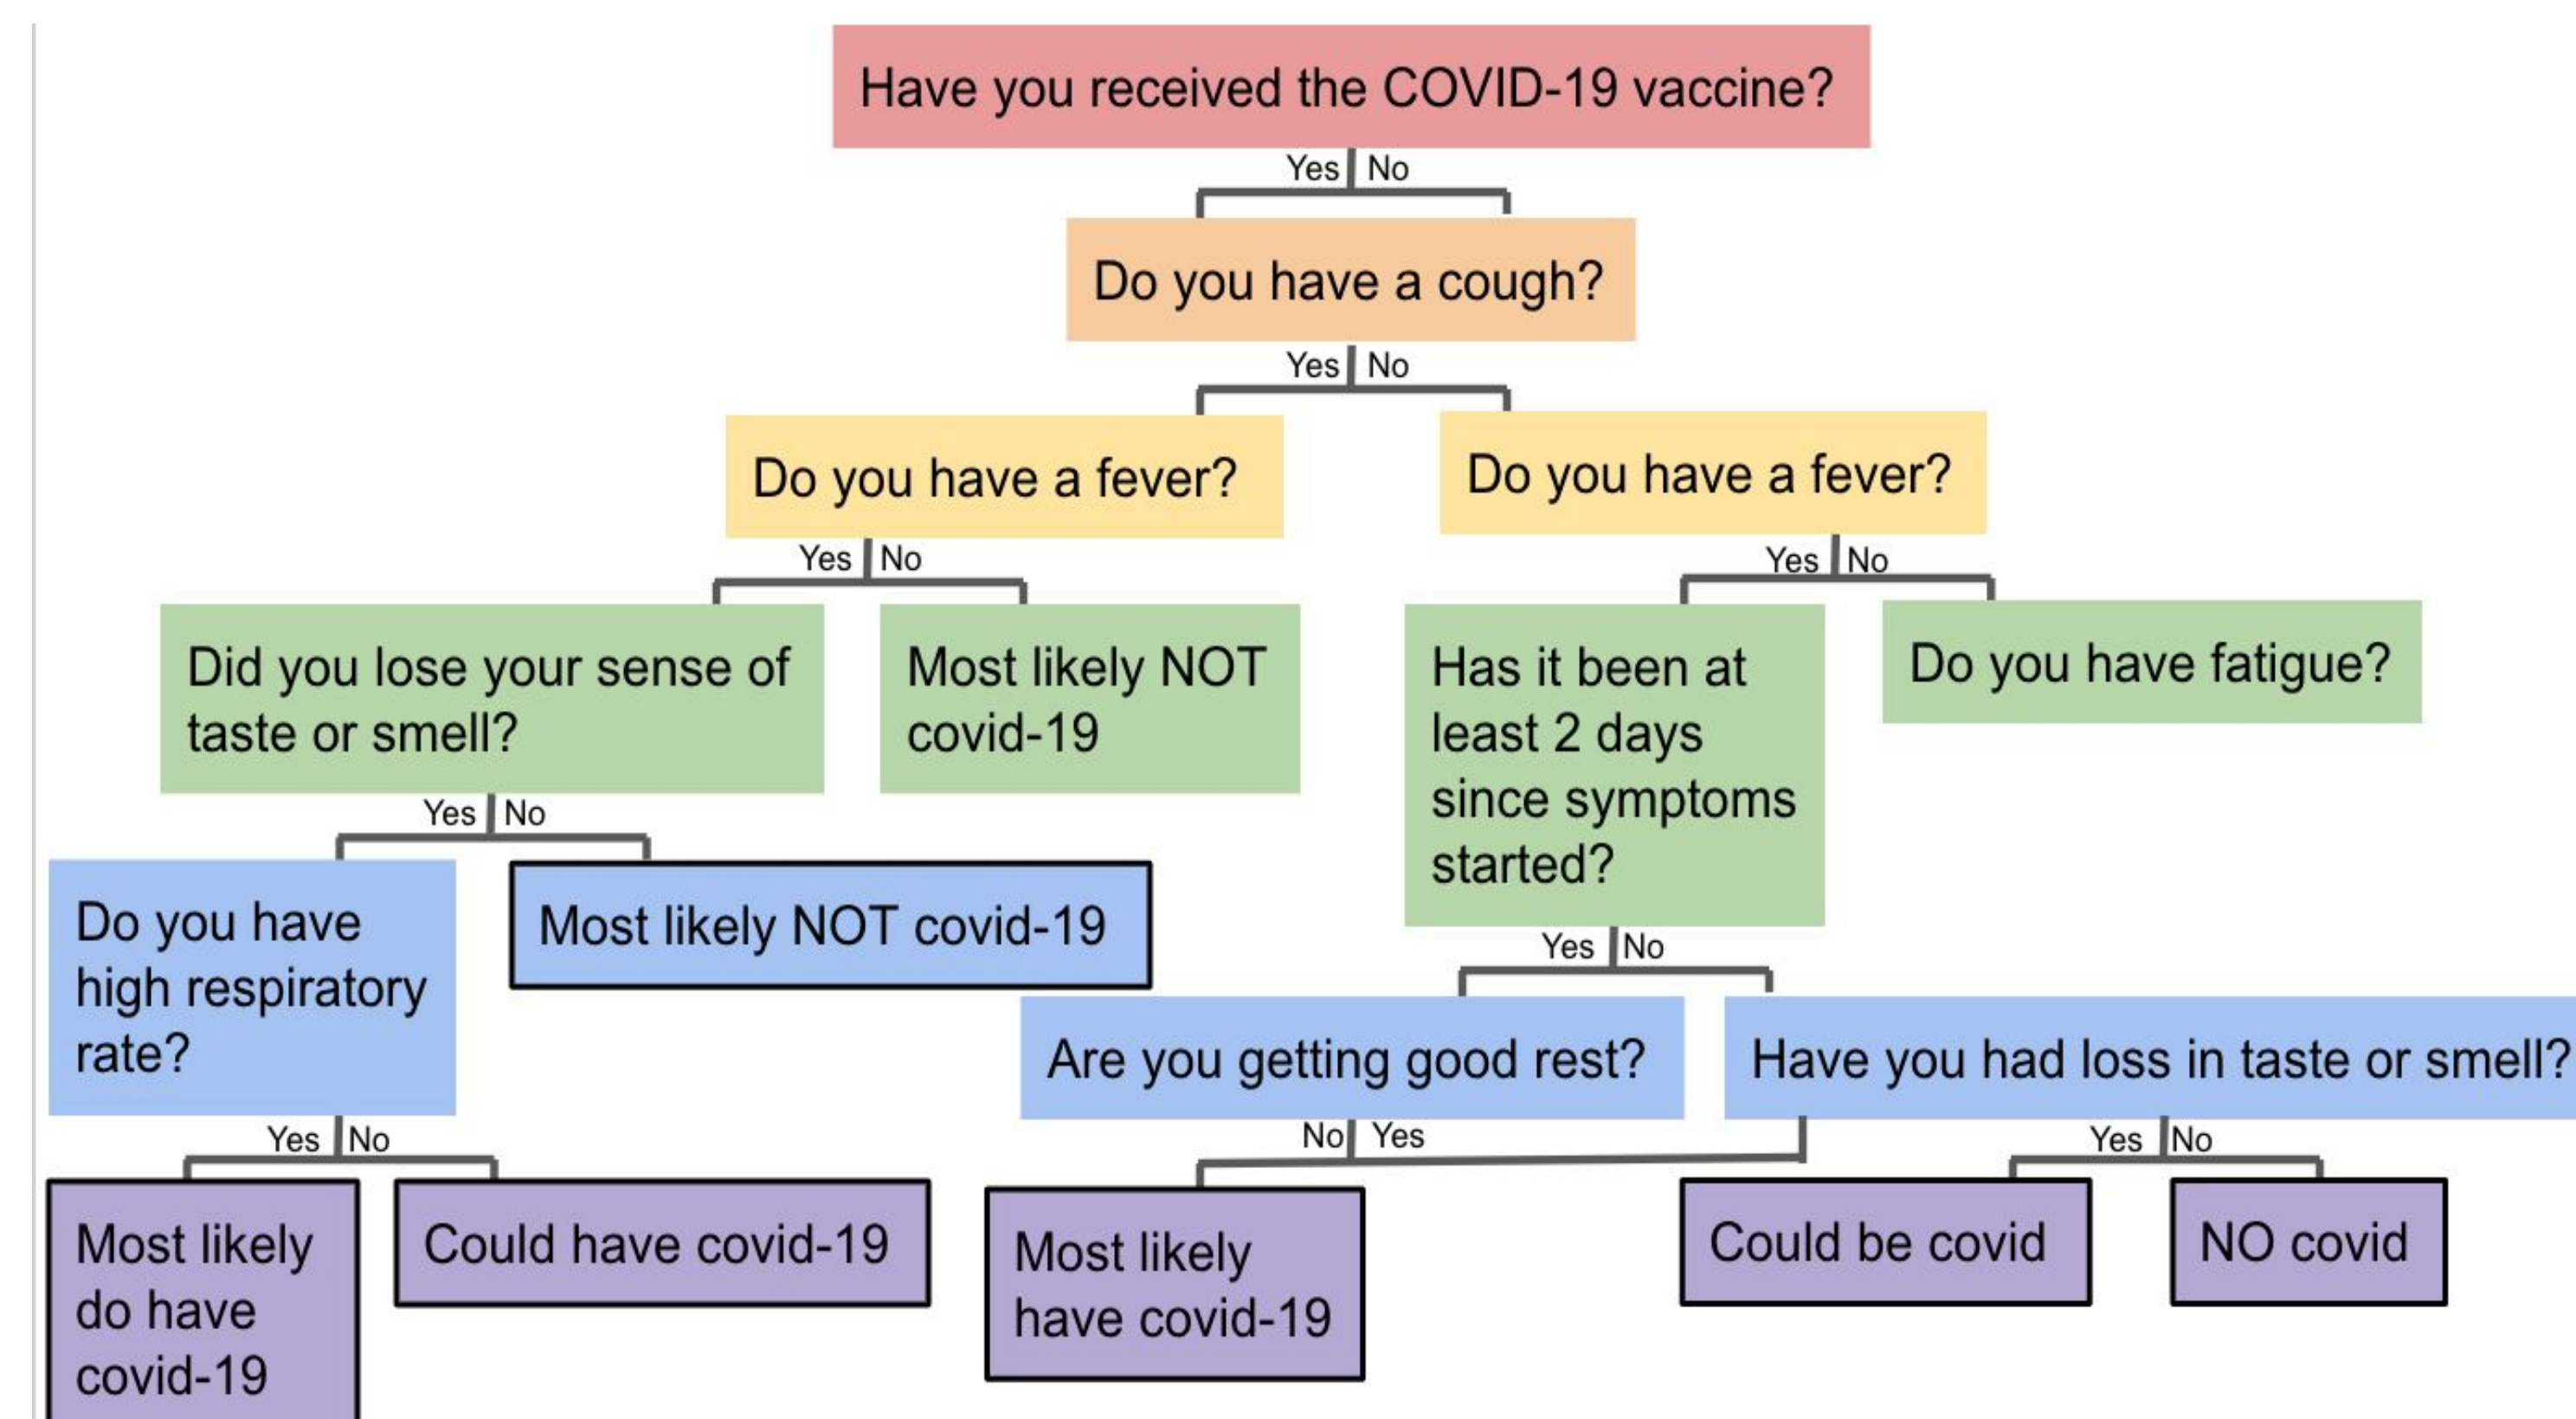 Have you received the COVID-19 vaccine?
Yes No
Do you have a cough?
Yes No
Do you have a fever?
Do you have a fever?
Yes No
Yes No
Did you lose your sense of
taste or smell?
Most likely NOT
covid-19
Has it been at
least 2 days
since symptoms
started?
Do you have fatigue?
Yes No
Do you have
high respiratory
rate?
Most likely NOT covid-19
Yes No
Are you getting good rest?
Have you had loss in taste or smell?
Yes No
No Yes
Yes No
Most likely
do have
covid-19
Could have covid-19
Most likely
have covid-19
Could be covid
NO covid